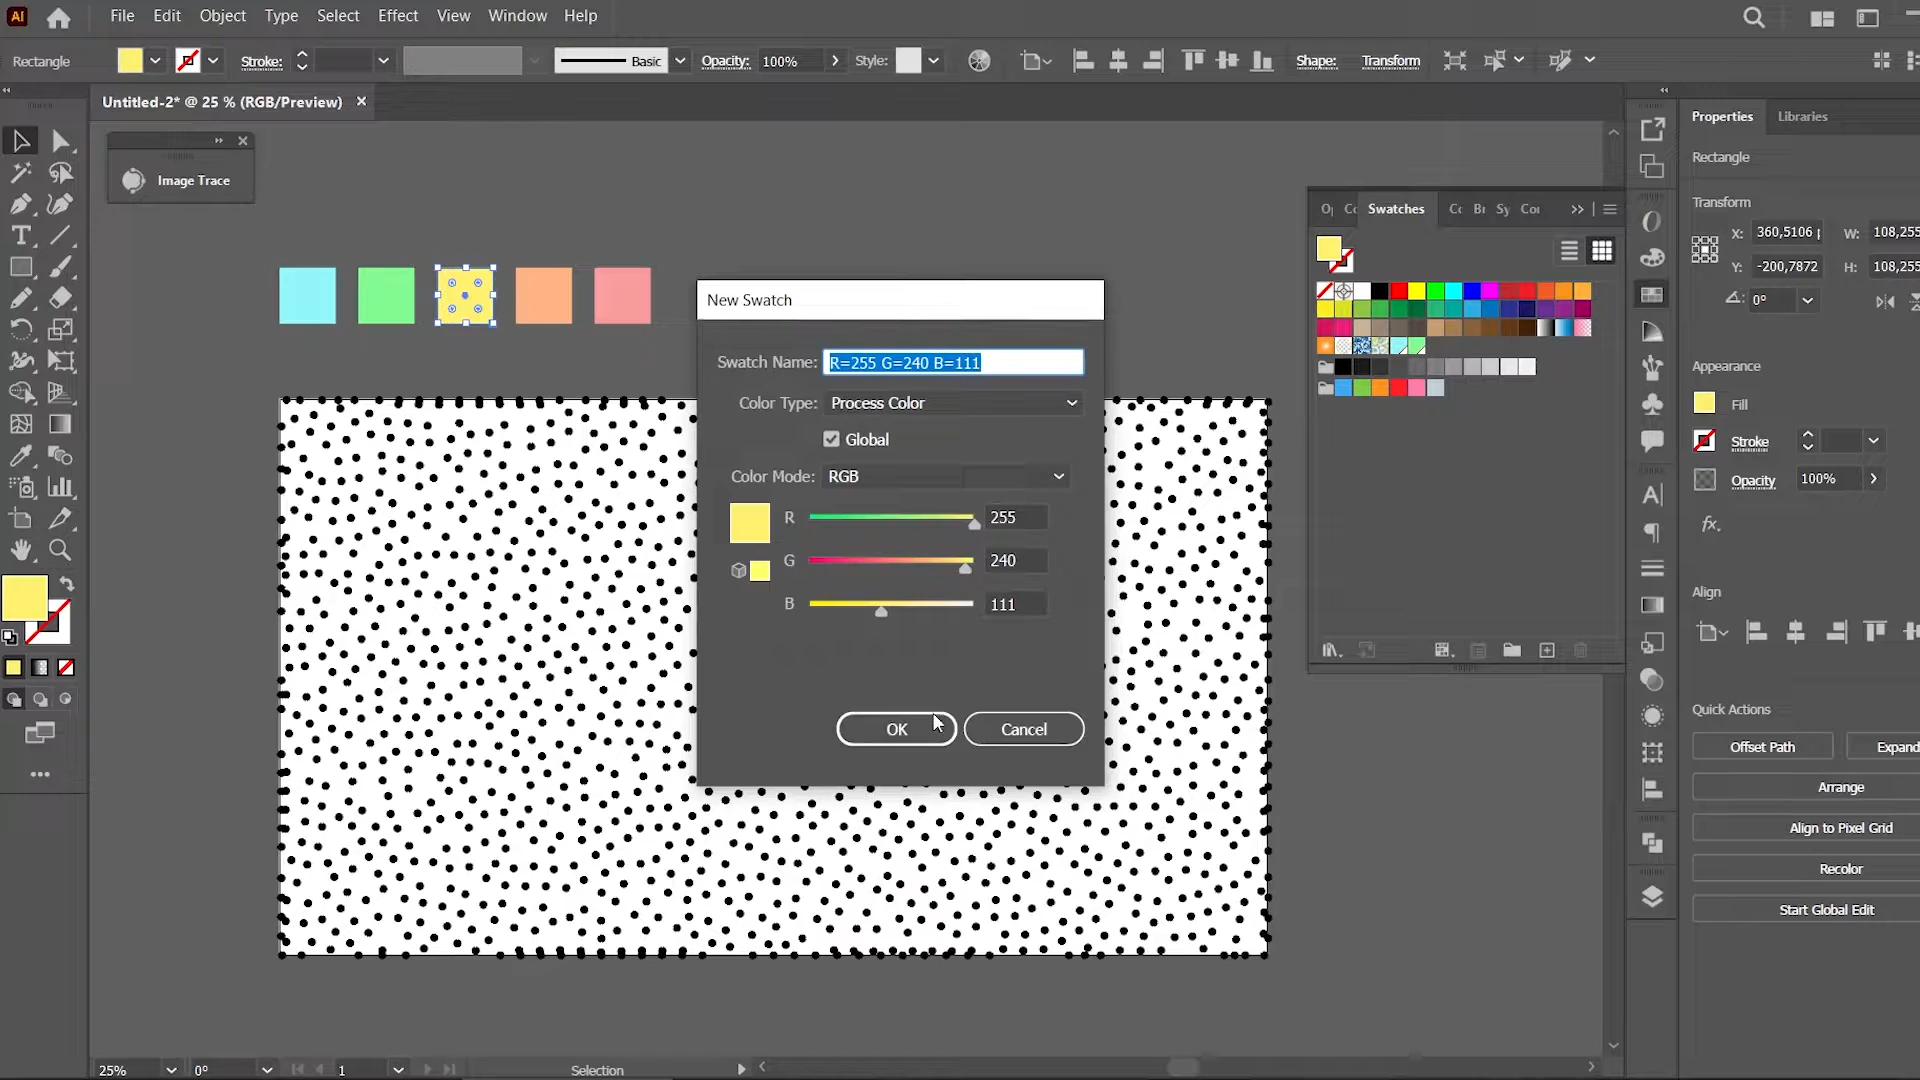 Ai File Edit Object Type Select Effect View Window Help
Rectangle Stroke: Basic Opacity: 100% Style: Shape: Transform
Untitled-2* @ 25 % (RGB/Preview) ×
Image Trace
New Swatch
Swatch Name: R=255 G=240 B=111
Color Type: Process Color
Global
Color Mode: RGB
R 255
G 240
B 111
OK Cancel
Swatches
Properties Libraries
Rectangle
Transform
X: 360,5106 W: 108,255
Y: -200,7872 H: 108,255
0°
Appearance
Fill
Stroke
Opacity 100%
fx.
Align
Quick Actions
Offset Path Expand
Arrange
Align to Pixel Grid
Recolor
Start Global Edit
25% 0° 1 Selection